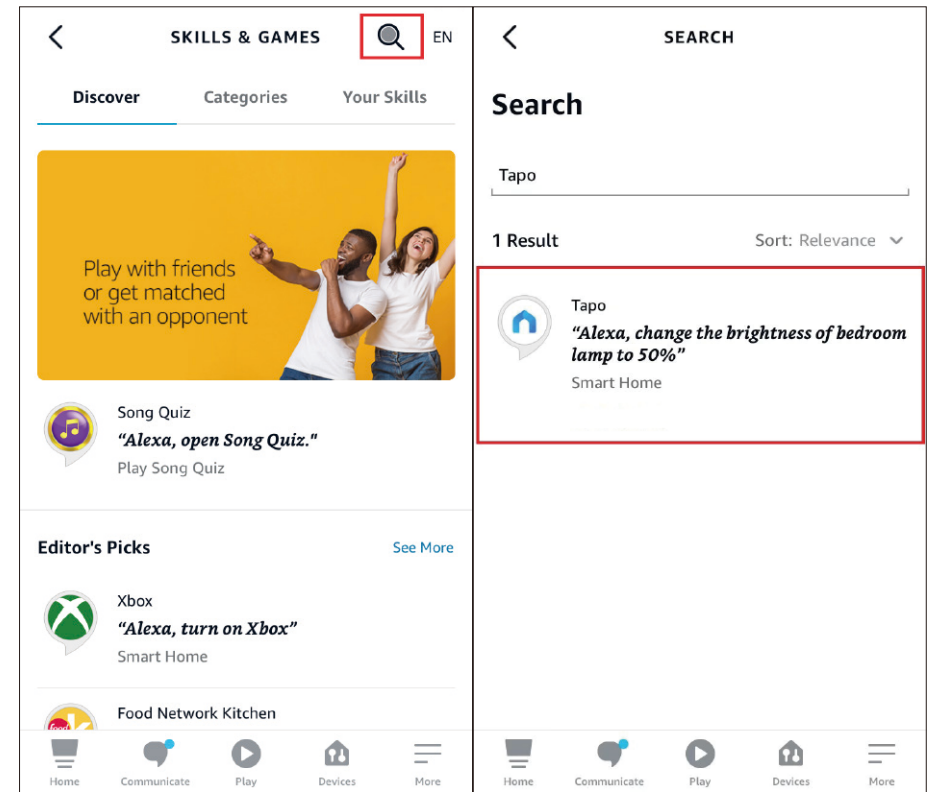 SKILLS & GAMES
EN
Discover
Categories
Your Skills
Play with friends
or get matched
with an opponent
Song Quiz
“Alexa, open Song Quiz."
Play Song Quiz
Editor's Picks
See More
Xbox
“Alexa, turn on Xbox”
Smart Home
food
k
Food Network Kitchen
Home
Communicate
Play
Devices
More
SEARCH
Search
Tapo
1 Result
Sort: Relevance
Tapo
“Alexa, change the brightness of bedroom
lamp to 50%”
Smart Home
Home
Communicate
Play
Devices
More